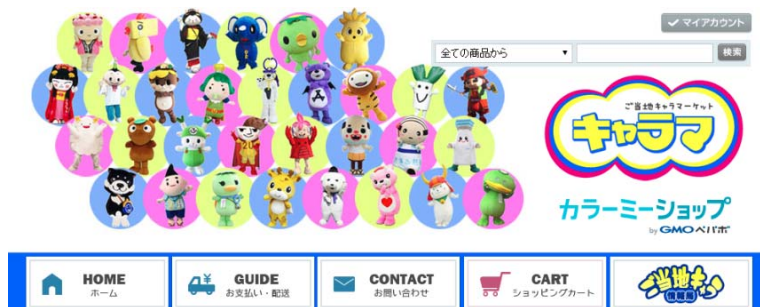 マイアカウント
全ての商品から
検索
ご当地キャラマーケット
キャラマ
カラーミーショップ
by GMOペパボ
HOME
ホーム
GUIDE
お支払い・配送
CONTACT
お問い合わせ
CART
ショッピングカート
ご当地キャラ
情報局